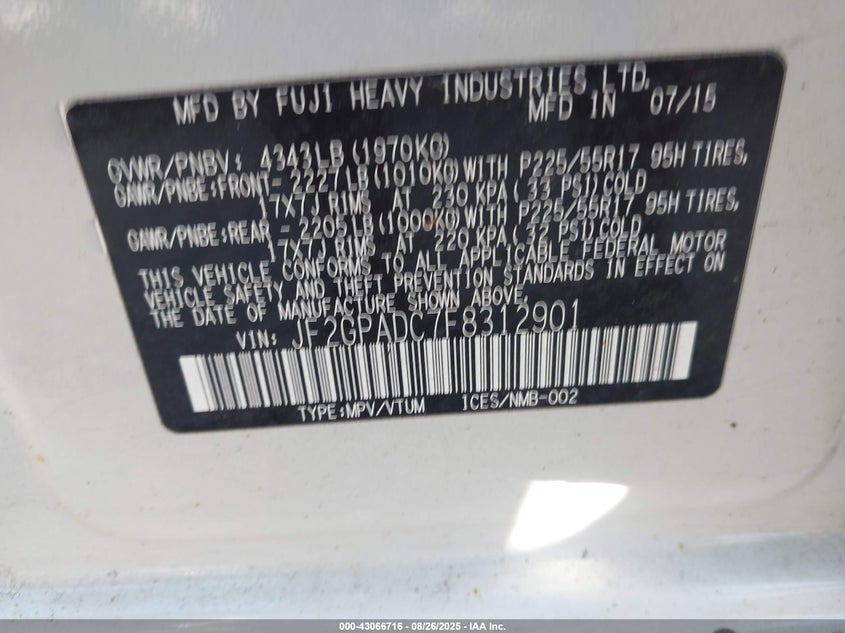 MFD BY FUJI HEAVY INDUSTRIES LTD.
MFD IN 07/15
GVWR/PNBV: 4343LB (1970KG)
GAWR/PNBE:FRONT- 2227LB (1010KG) WITH P225/55R17 95H TIRES,
17X7J RIMS AT 230 KPA( 33 PSI)COLD
GAWR/PNBE:REAR - 2205LB (1000KG) WITH P225/55R17 95H TIRES,
17X7J RIMS AT 220 KPA( 32 PSI)COLD.
THIS VEHICLE CONFORMS TO ALL APPLICABLE FEDERAL MOTOR
VEHICLE SAFETY AND THEFT PREVENTION STANDARDS IN EFFECT ON
THE DATE OF MANUFACTURE SHOWN ABOVE.
VIN: JF2GPADC7F8312901
TYPE:MPV/VTUM ICES/NMB-002
000-43066716 - 08/26/2025 - IAA Inc.